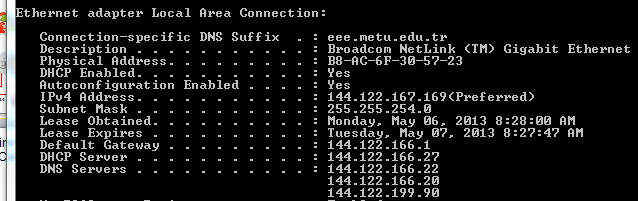 Ethernet adapter Local Area Connection:
Connection-specific DNS Suffix . : eee.metu.edu.tr
Description . . . . . . . . . . . : Broadcom NetLink (TM) Gigabit Ethernet
Physical Address. . . . . . . . . : B8-AC-6F-30-57-23
DHCP Enabled. . . . . . . . . . . : Yes
Autoconfiguration Enabled . . . . : Yes
IPv4 Address. . . . . . . . . . . : 144.122.167.169(Preferred)
Subnet Mask . . . . . . . . . . . : 255.255.254.0
Lease Obtained. . . . . . . . . . : Monday, May 06, 2013 8:28:00 AM
Lease Expires . . . . . . . . . . : Tuesday, May 07, 2013 8:27:47 AM
Default Gateway . . . . . . . . . : 144.122.166.1
DHCP Server . . . . . . . . . . . : 144.122.166.27
DNS Servers . . . . . . . . . . . : 144.122.166.22
144.122.166.20
144.122.199.90